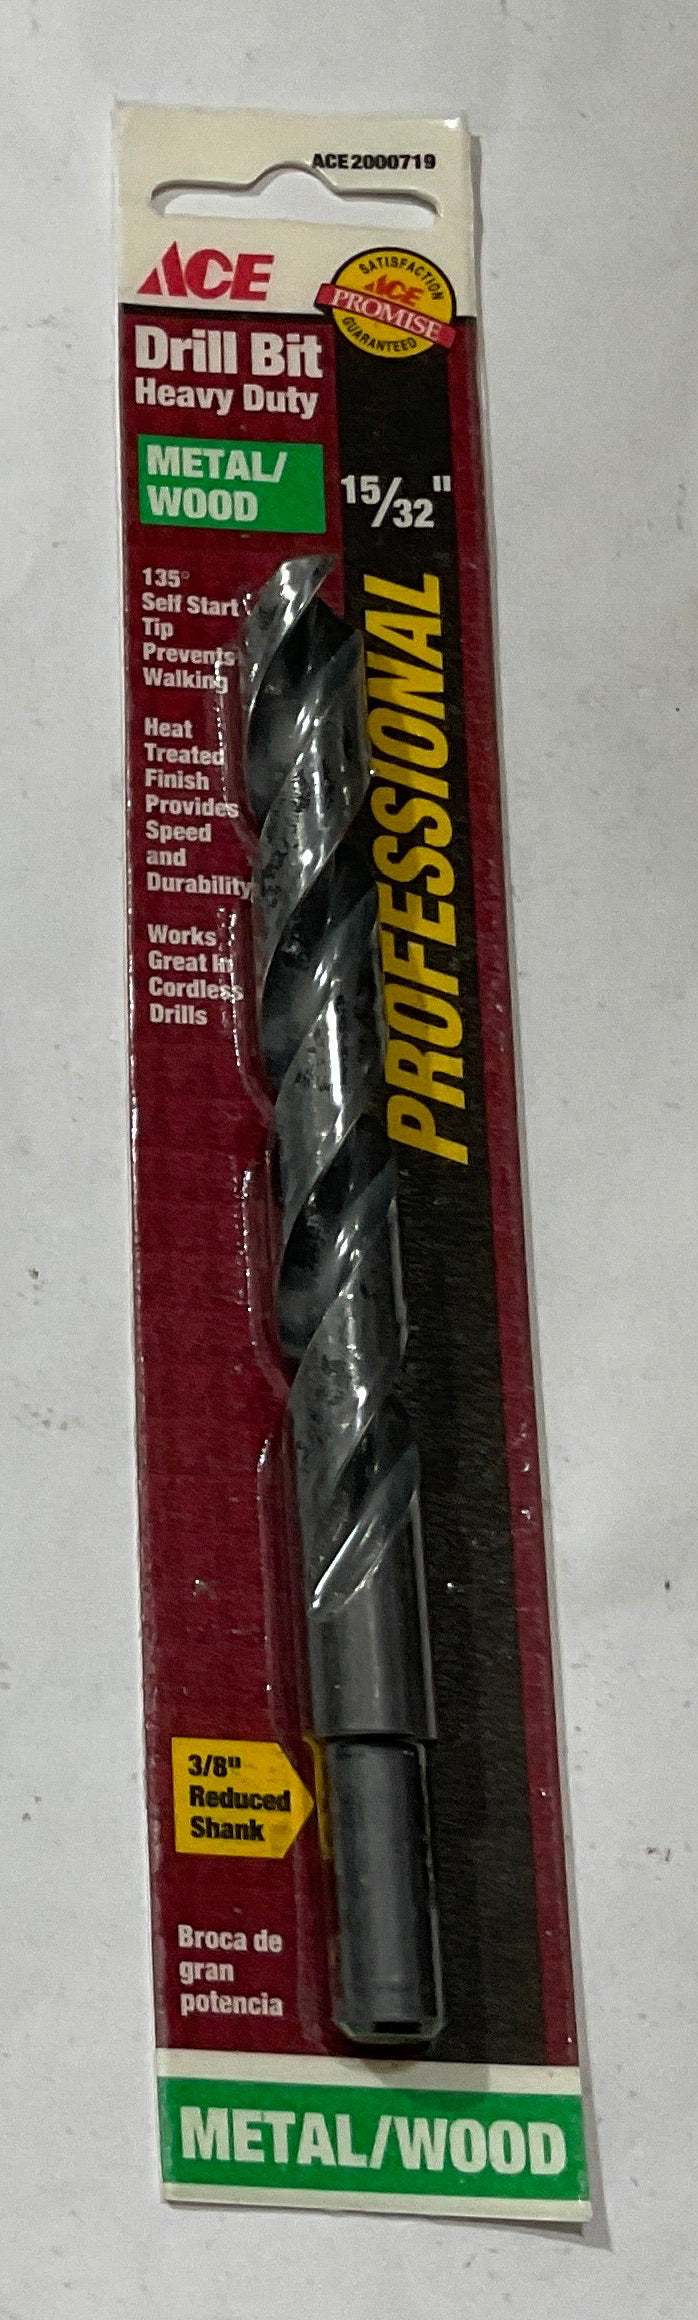 ACE2000719
ACE
SATISFACTION
ACE
PROMISE
GUARANTEED
Drill Bit
Heavy Duty
METAL/
WOOD
15/32"
135°
Self Start
Tip
Prevents
Walking
Heat
Treated
Finish
Provides
Speed
and
Durability
Works
Great In
Cordless
Drills
PROFESSIONAL
3/8"
Reduced
Shank
Broca de
gran
potencia
METAL/WOOD